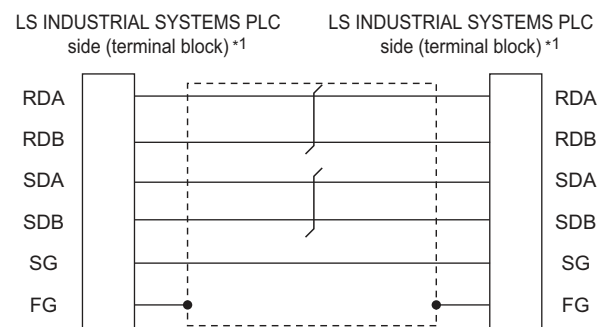 LS INDUSTRIAL SYSTEMS PLC
side (terminal block) *1
LS INDUSTRIAL SYSTEMS PLC
side (terminal block) *1
RDA
RDA
RDB
RDB
SDA
SDA
SDB
SDB
SG
SG
FG
FG